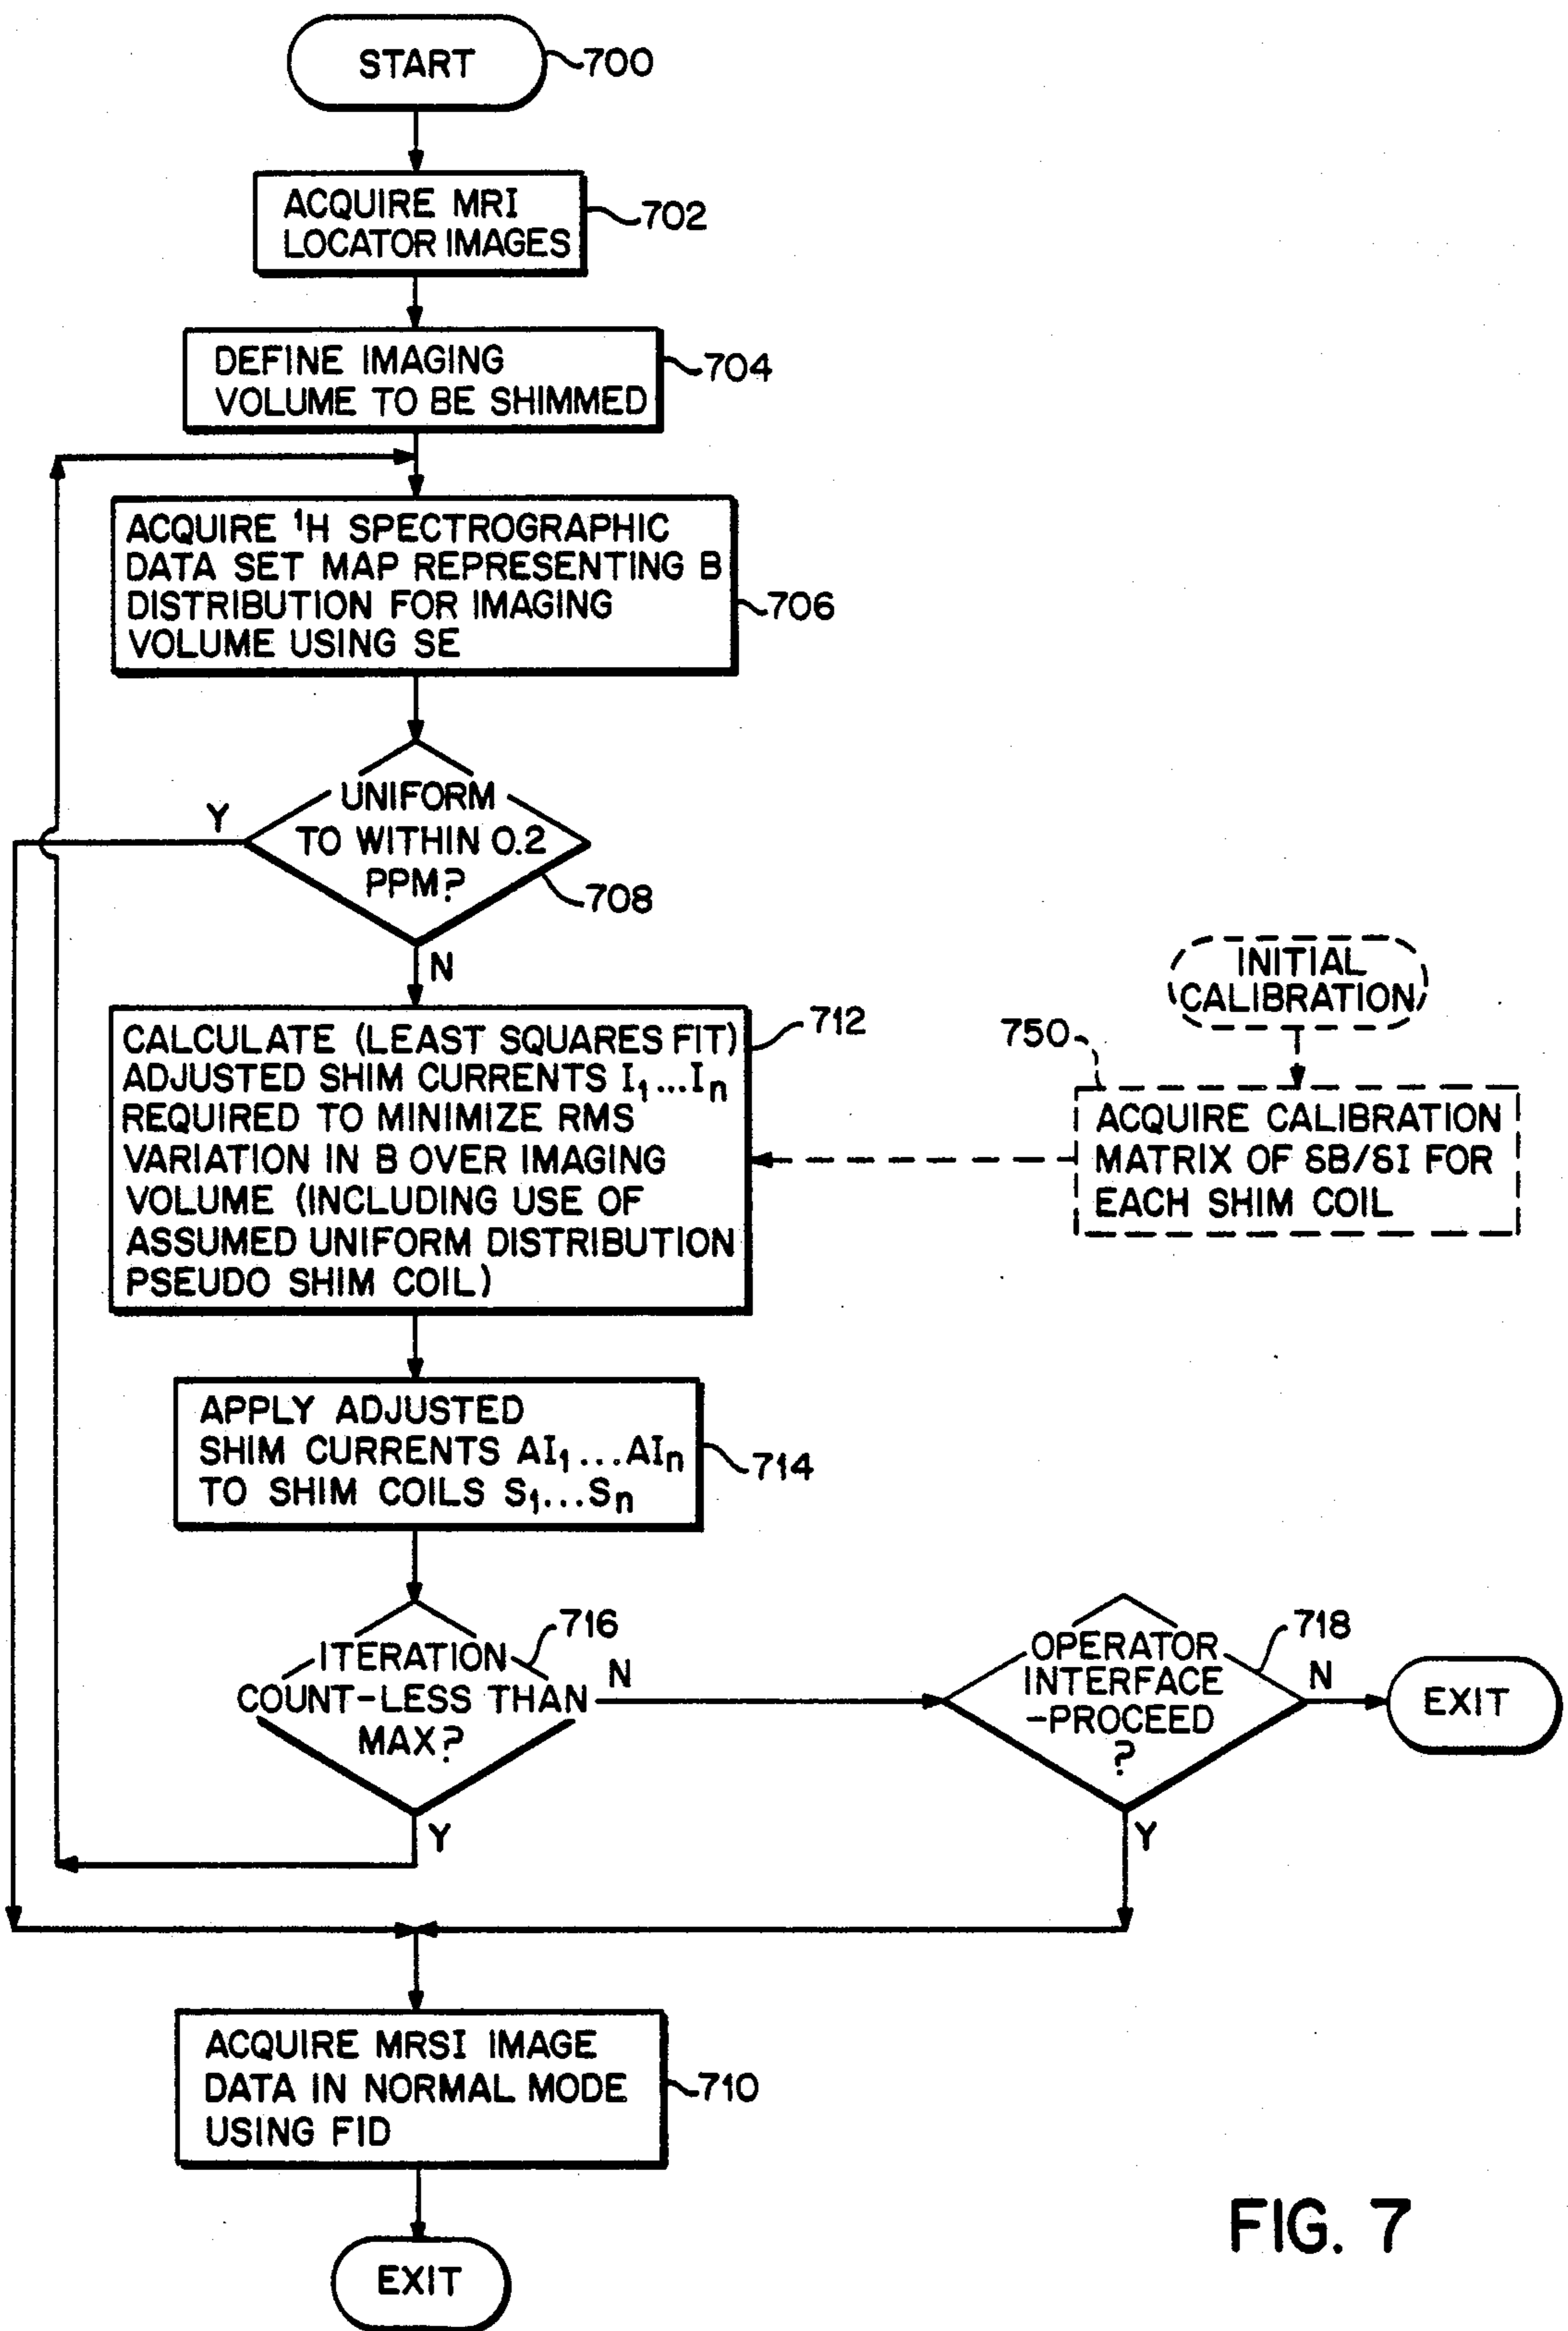 START
700
ACQUIRE MRI
LOCATOR IMAGES
702
DEFINE IMAGING
VOLUME TO BE SHIMMED
704
ACQUIRE ¹H SPECTROGRAPHIC
DATA SET MAP REPRESENTING B
DISTRIBUTION FOR IMAGING
VOLUME USING SE
706
Y
UNIFORM
TO WITHIN 0.2
PPM?
708
N
CALCULATE (LEAST SQUARES FIT)
ADJUSTED SHIM CURRENTS I₁...Iₙ
REQUIRED TO MINIMIZE RMS
VARIATION IN B OVER IMAGING
VOLUME (INCLUDING USE OF
ASSUMED UNIFORM DISTRIBUTION
PSEUDO SHIM COIL)
712
INITIAL
CALIBRATION
750
ACQUIRE CALIBRATION
MATRIX OF δB/δI FOR
EACH SHIM COIL
APPLY ADJUSTED
SHIM CURRENTS AI₁...AIₙ
TO SHIM COILS S₁...Sₙ
714
ITERATION
COUNT-LESS THAN
MAX?
716
N
Y
OPERATOR
INTERFACE
-PROCEED
?
718
N
EXIT
Y
ACQUIRE MRSI IMAGE
DATA IN NORMAL MODE
USING FID
710
EXIT
FIG. 7